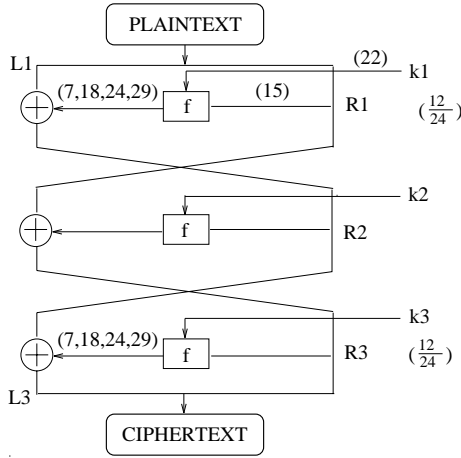 PLAINTEXT
L1 (22) k1
(7,18,24,29) f (15) R1 (12/24)
k2
f R2
k3
(7,18,24,29) f R3 (12/24)
L3
CIPHERTEXT